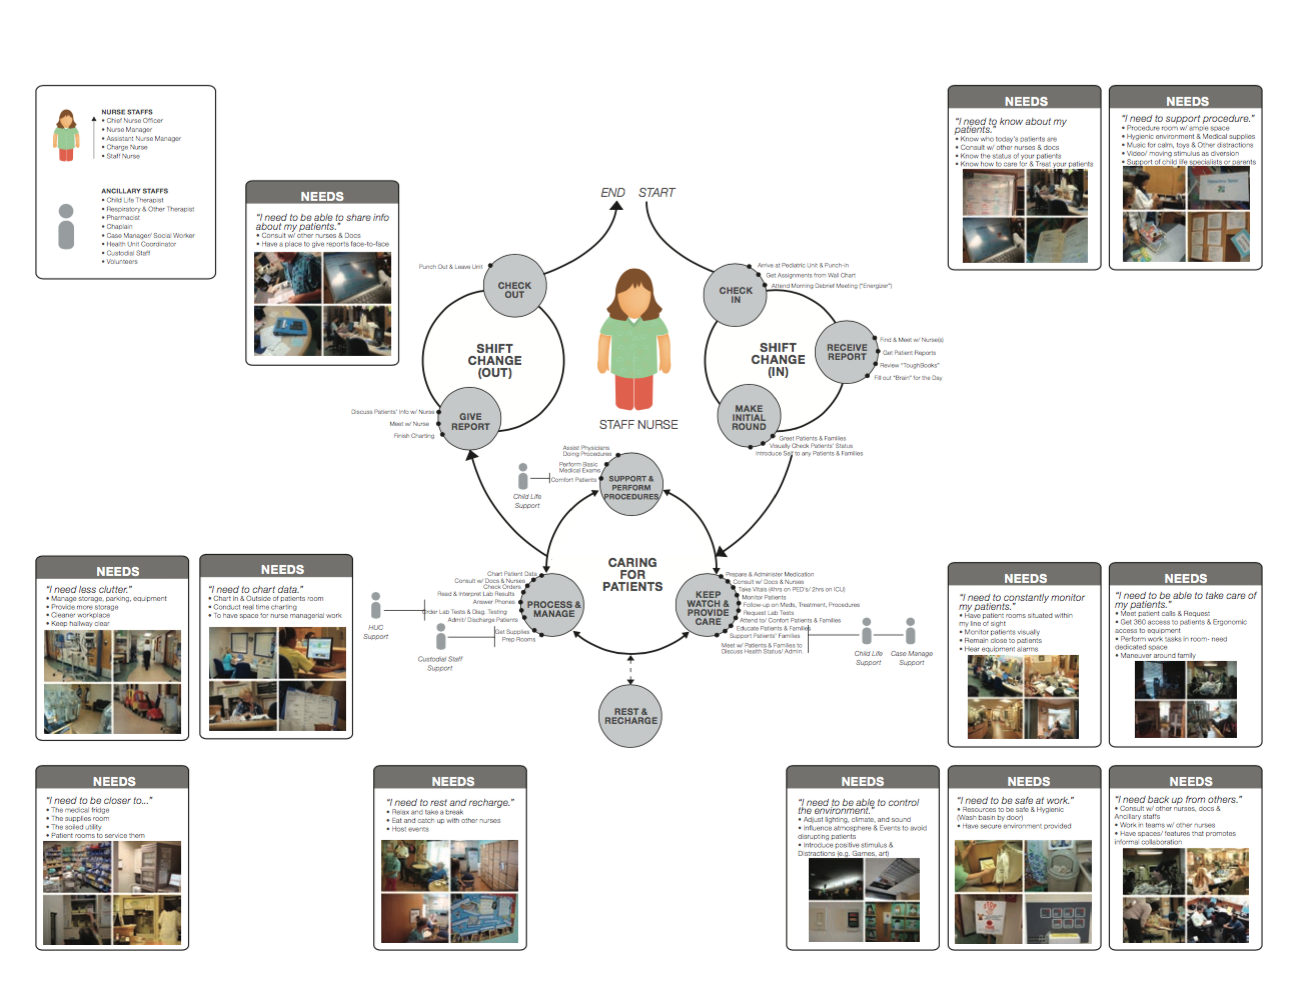 NURSE STAFFS
• Chief Nurse Officer
• Nurse Manager
• Assistant Nurse Manager
• Charge Nurse
• Staff Nurse
ANCILLARY STAFFS
• Child Life Therapist
• Respiratory & Other Therapist
• Pharmacist
• Chaplain
• Case Manager/ Social Worker
• Health Unit Coordinator
• Custodial Staff
• Volunteers
NEEDS
"I need to be able to share info
about my patients."
• Consult w/ other nurses & Docs
• Have a place to give reports face-to-face
NEEDS
"I need to know about my
patients."
• Know who today's patients are
• Consult w/ other nurses & docs
• Know the status of your patients
• Know how to care for & Treat your patients
NEEDS
"I need to support procedure."
• Procedure room w/ ample space
• Hygienic environment & Medical supplies
• Music for calm, toys & Other distractions
• Video/ moving stimulus as diversion
• Support of child life specialists or parents
END START
Punch Out & Leave Unit
CHECK
OUT
SHIFT
CHANGE
(OUT)
Discuss Patients' Info w/ Nurse
Meet w/ Nurse
Finish Charting
GIVE
REPORT
STAFF NURSE
CHECK
IN
Arrive at Pediatric Unit & Punch-In
Get Assignments from Wall Chart
Attend Morning Debrief Meeting ("Energizer")
SHIFT
CHANGE
(IN)
RECEIVE
REPORT
Find & Meet w/ Nurse(s)
Get Patient Reports
Review "ToughBooks"
Fill out "Brain" for the Day
MAKE
INITIAL
ROUND
Greet Patients & Families
Visually Check Patients' Status
Introduce Self to any Patients & Families
Assist Physicians
Doing Procedures
Perform Basic
Medical Exams
Comfort Patients
Child Life
Support
SUPPORT &
PERFORM
PROCEDURES
CARING
FOR
PATIENTS
Chart Patient Data
Consult w/ Docs & Nurses
Check Orders
Read & Interpret Lab Results
Answer Phones
Order Lab Tests & Diag. Testing
Admit/ Discharge Patients
Get Supplies
Prep Rooms
PROCESS &
MANAGE
HUC
Support
Custodial Staff
Support
KEEP
WATCH &
PROVIDE
CARE
Prepare & Administer Medication
Consult w/ Docs & Nurses
Take Vitals (4hrs on PED's/ 2hrs on ICU)
Monitor Patients
Follow-up on Meds, Treatment, Procedures
Request Lab Tests
Attend to/ Comfort Patients & Families
Educate Patients & Families
Support Patients' Families
Meet w/ Patients & Families to
Discuss Health Status/ Admin
Child Life
Support
Case Manage
Support
REST &
RECHARGE
NEEDS
"I need less clutter."
• Manage storage, parking, equipment
• Provide more storage
• Cleaner workplace
• Keep hallway clear
NEEDS
"I need to chart data."
• Chart in & Outside of patients room
• Conduct real time charting
• To have space for nurse managerial work
NEEDS
"I need to constantly monitor
my patients."
• Have patient rooms situated within
my line of sight
• Monitor patients visually
• Remain close to patients
• Hear equipment alarms
NEEDS
"I need to be able to take care of
my patients."
• Meet patient calls & Request
• Get 360 access to patients & Ergonomic
access to equipment
• Perform work tasks in room- need
dedicated space
• Maneuver around family
NEEDS
"I need to be closer to..."
• The medical fridge
• The supplies room
• The soiled utility
• Patient rooms to service them
NEEDS
"I need to rest and recharge."
• Relax and take a break
• Eat and catch up with other nurses
• Host events
NEEDS
"I need to be able to control
the environment."
• Adjust lighting, climate, and sound
• Influence atmosphere & Events to avoid
disrupting patients
• Introduce positive stimulus &
Distractions (e.g. Games, art)
NEEDS
"I need to be safe at work."
• Resources to be safe & Hygienic
(Wash basin by door)
• Have secure environment provided
NEEDS
"I need back up from others."
• Consult w/ other nurses, docs &
Ancillary staffs
• Work in teams w/ other nurses
• Have spaces/ features that promotes
informal collaboration